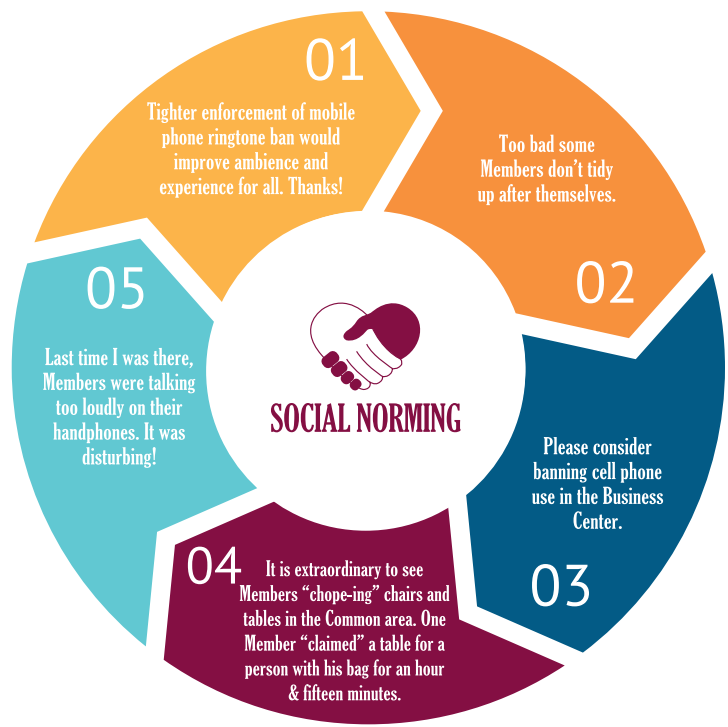 01
Tighter enforcement of mobile
phone ringtone ban would
improve ambience and
experience for all. Thanks!
Too bad some
Members don't tidy
up after themselves.
02
Please consider
banning cell phone
use in the Business
Center.
03
04
It is extraordinary to see
Members “chope-ing” chairs and
tables in the Common area. One
Member “claimed” a table for a
person with his bag for an hour
& fifteen minutes.
05
Last time I was there,
Members were talking
too loudly on their
handphones. It was
disturbing!
SOCIAL NORMING